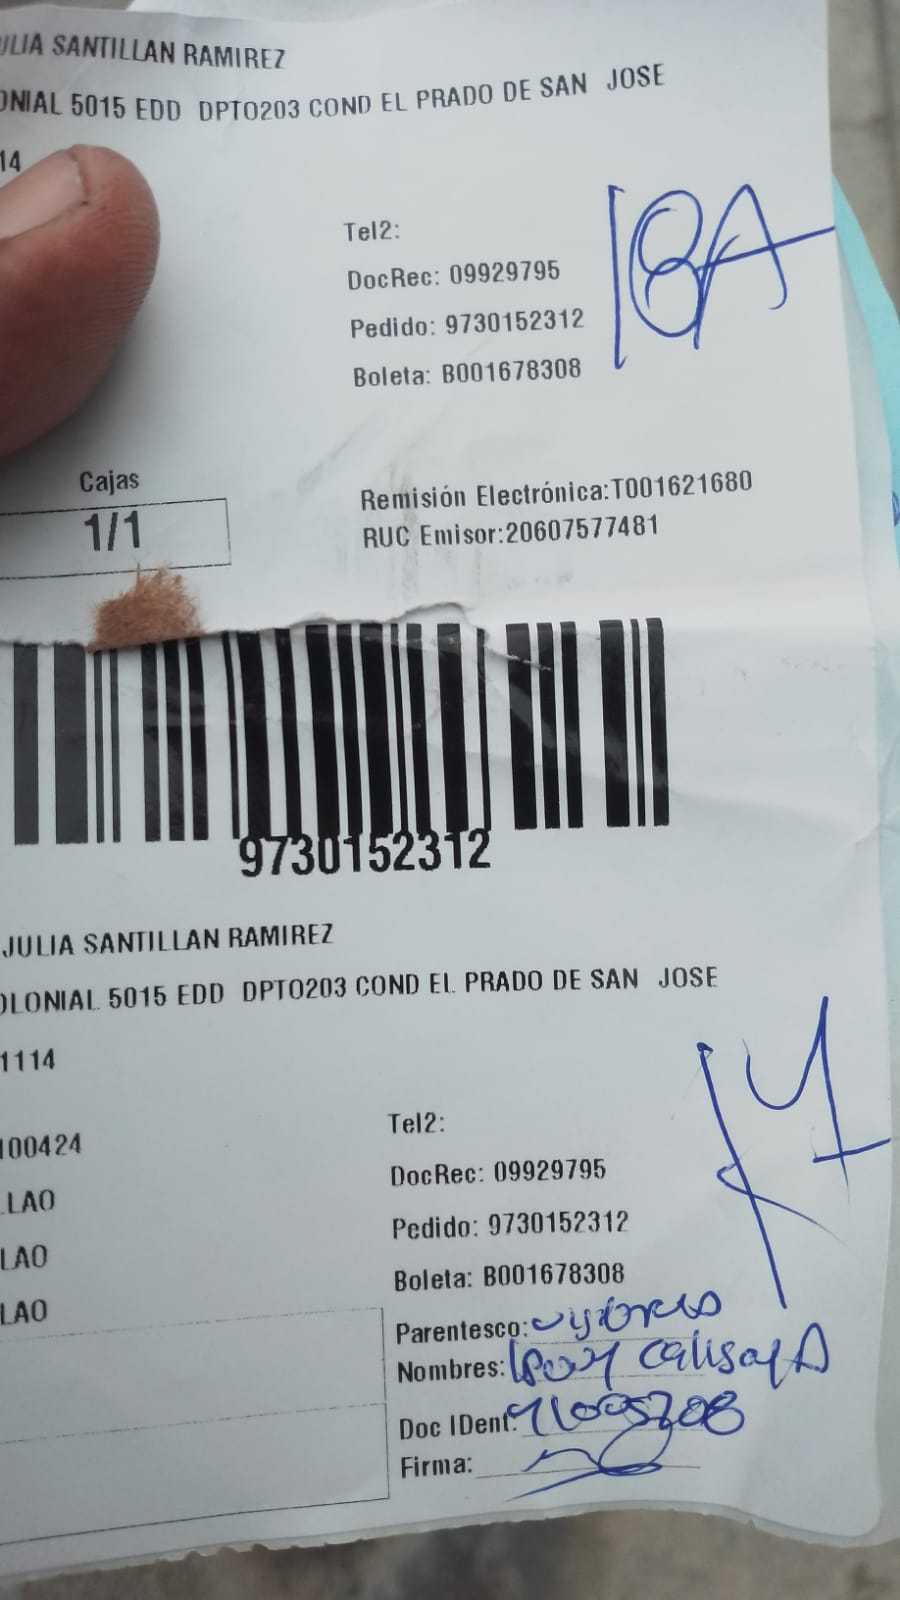 JULIA SANTILLAN RAMIREZ
ONIAL 5015 EDD DPTO203 COND EL PRADO DE SAN JOSE
14
18A
Tel2:
DocRec: 09929795
Pedido: 9730152312
Boleta: B001678308
Cajas
1/1
Remisión Electrónica:T001621680
RUC Emisor:20607577481
9730152312
JULIA SANTILLAN RAMIREZ
OLONIAL 5015 EDD DPTO203 COND EL PRADO DE SAN JOSE
1114
Tel2:
100424
DocRec: 09929795
LLAO
Pedido: 9730152312
LAO
Boleta: B001678308
LAO
Parentesco:
Nombres:
Doc IDent:
Firma: